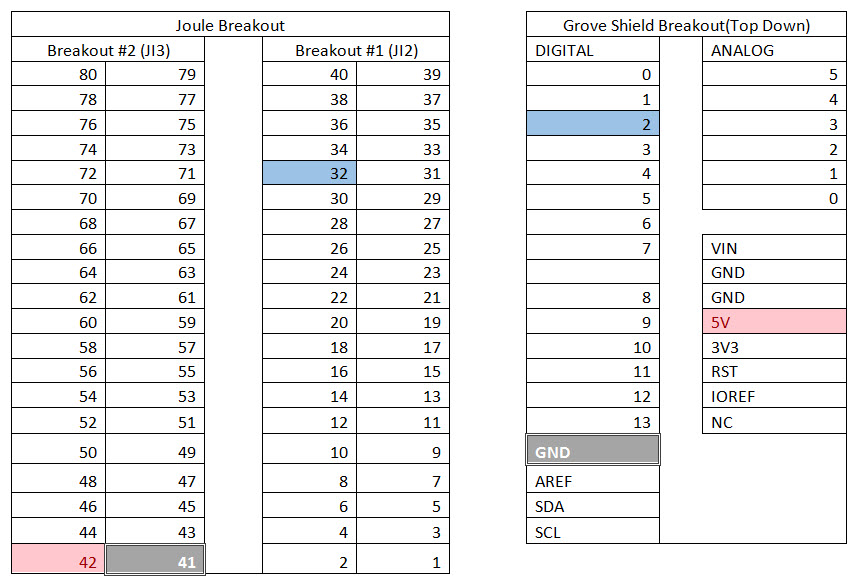 Joule Breakout Grove Shield Breakout(Top Down)
Breakout #2 (JI3) Breakout #1 (JI2) DIGITAL ANALOG
80 79 40 39 0 5
78 77 38 37 1 4
76 75 36 35 2 3
74 73 34 33 3 2
72 71 32 31 4 1
70 69 30 29 5 0
68 67 28 27 6
66 65 26 25 7 VIN
64 63 24 23 GND
62 61 22 21 8 GND
60 59 20 19 9 5V
58 57 18 17 10 3V3
56 55 16 15 11 RST
54 53 14 13 12 IOREF
52 51 12 11 13 NC
50 49 10 9 GND
48 47 8 7 AREF
46 45 6 5 SDA
44 43 4 3 SCL
42 41 2 1